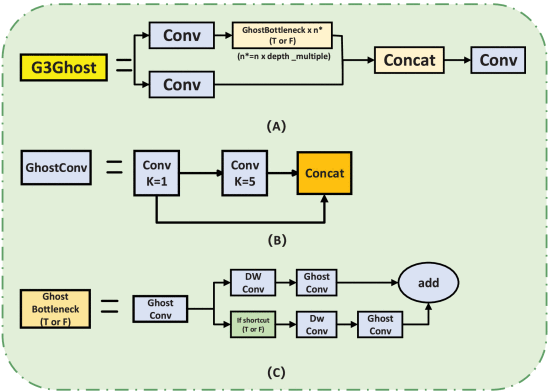 G3Ghost
Conv
GhostBottleneck x n*
(T or F)
(n*=n x depth _multiple)
Conv
Concat
Conv
(A)
GhostConv
Conv
K=1
Conv
K=5
Concat
(B)
Ghost
Bottleneck
(T or F)
Ghost
Conv
DW
Conv
Ghost
Conv
add
If shortcut
(T or F)
Dw
Conv
Ghost
Conv
(C)